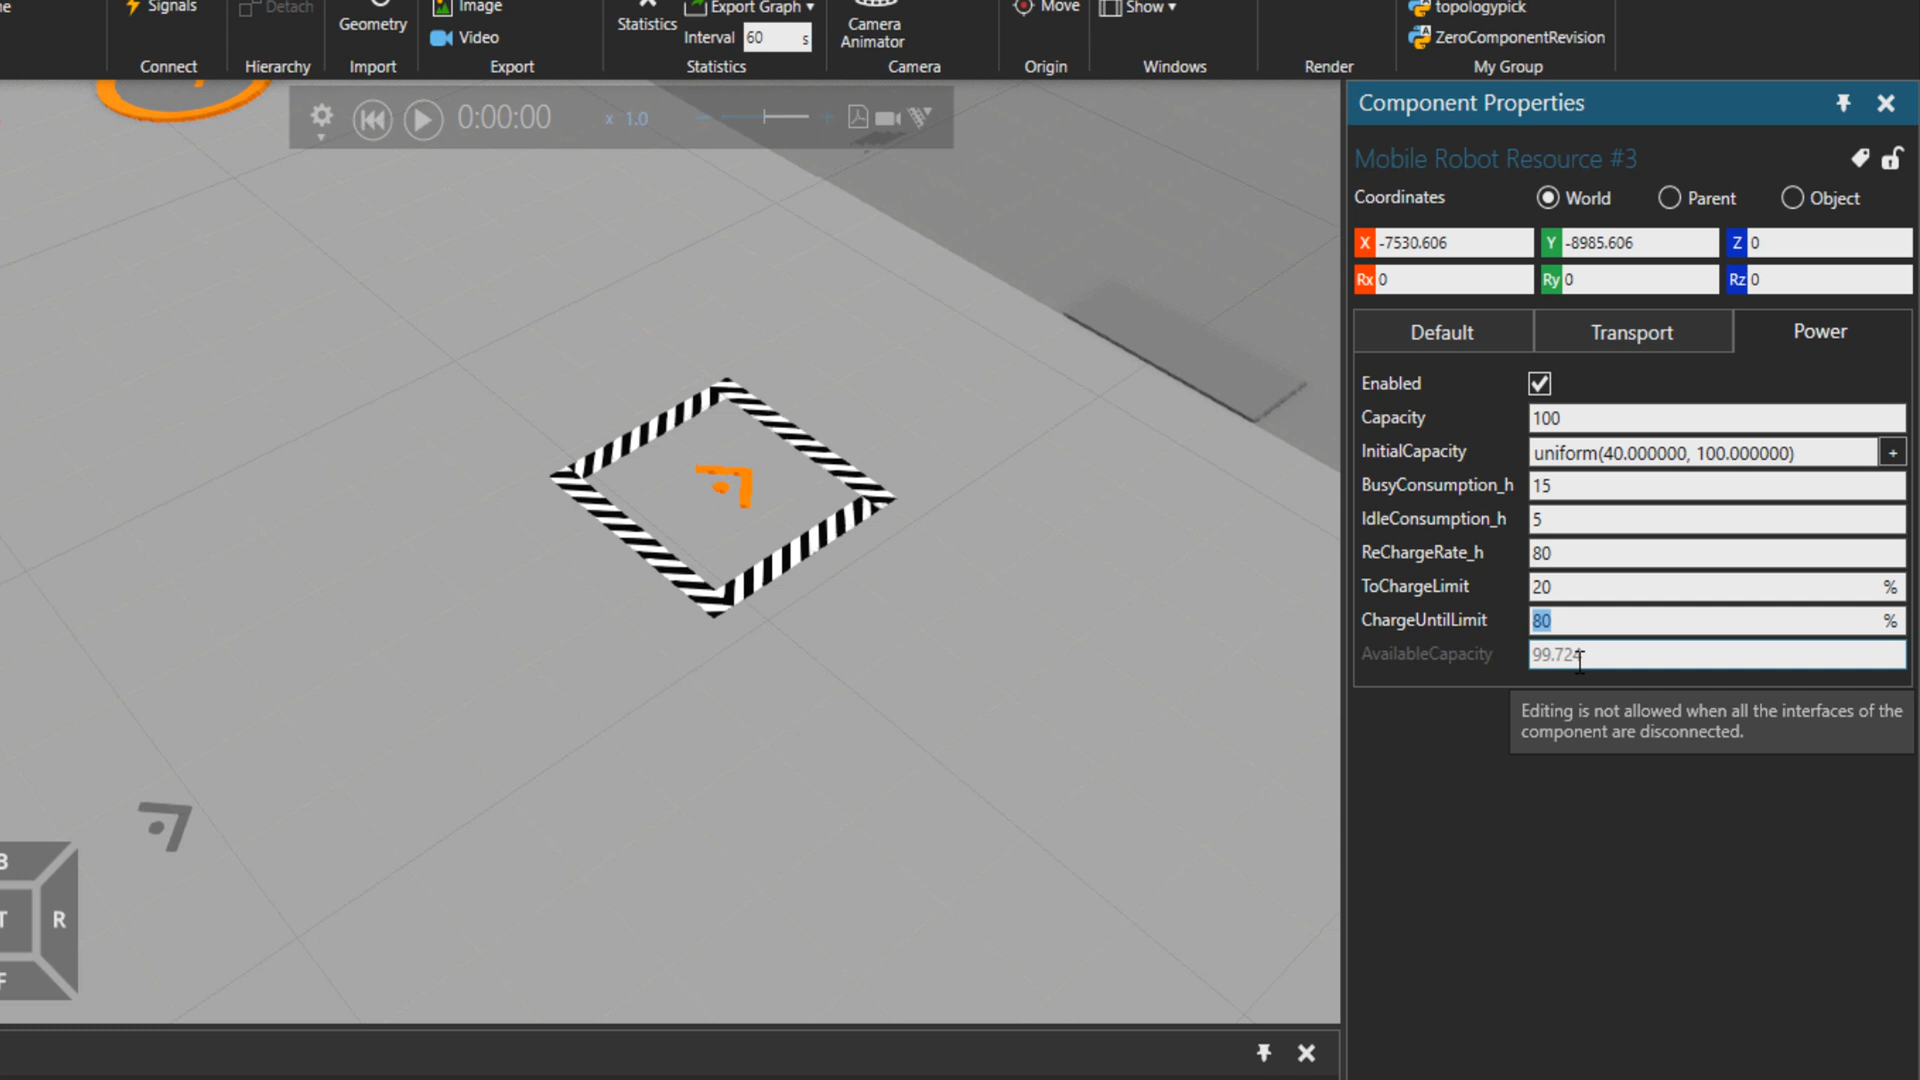 Signals
Detach
Geometry
Image
Video
Statistics
Export Graph
Interval 60 s
Camera
Animator
Move
Show
topologypick
ZeroComponentRevision
Connect
Hierarchy
Import
Export
Statistics
Camera
Origin
Windows
Render
My Group
0:00:00
x 1.0
Component Properties
Mobile Robot Resource #3
Coordinates
World
Parent
Object
X -7530.606
Y -8985.606
Z 0
Rx 0
Ry 0
Rz 0
Default
Transport
Power
Enabled
Capacity 100
InitialCapacity uniform(40.000000, 100.000000) +
BusyConsumption_h 15
IdleConsumption_h 5
ReChargeRate_h 80
ToChargeLimit 20 %
ChargeUntilLimit 80 %
AvailableCapacity 99.724
Editing is not allowed when all the interfaces of the
component are disconnected.
B
T
R
F